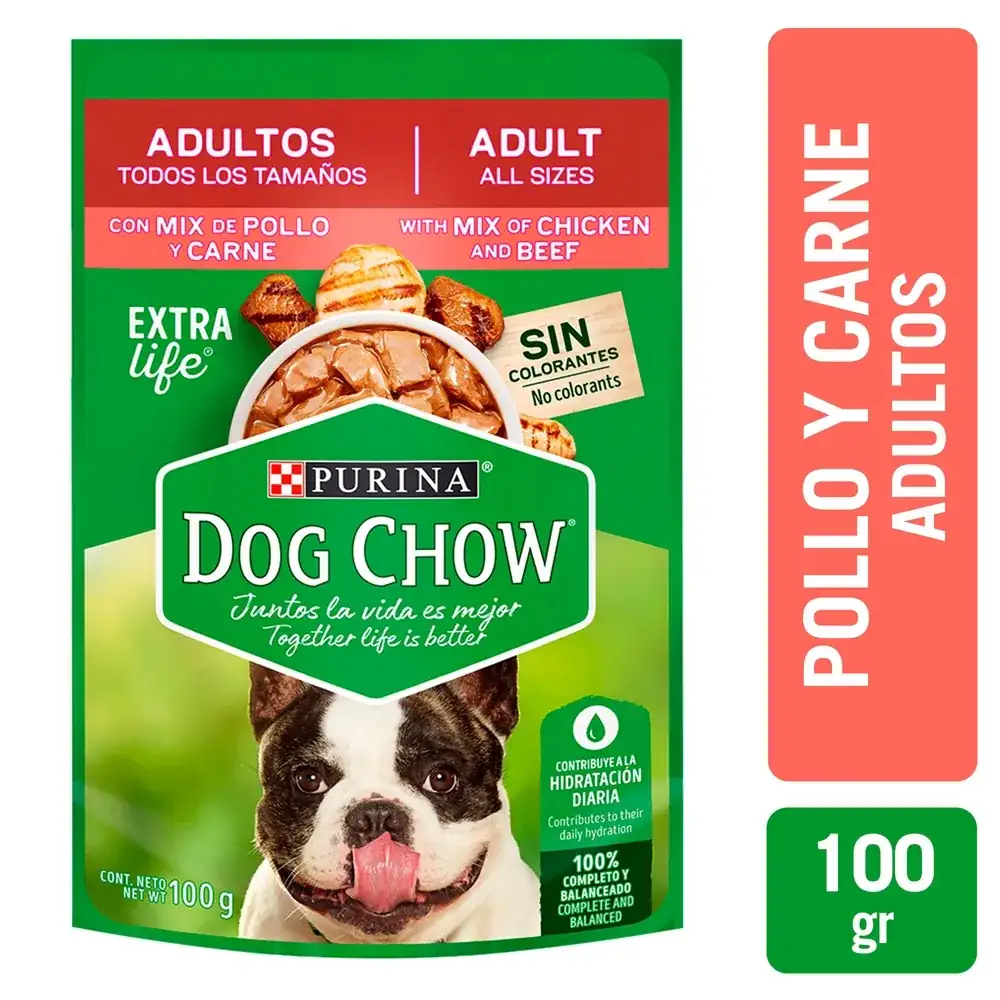 ADULTOS
TODOS LOS TAMAÑOS
ADULT
ALL SIZES
CON MIX DE POLLO
Y CARNE
WITH MIX OF CHICKEN
AND BEEF
EXTRA
life®
SIN
COLORANTES
No colorants
PURINA®
DOG CHOW®
Juntos la vida es mejor
Together life is better
CONTRIBUYE A LA
HIDRATACIÓN
DIARIA
Contributes to their
daily hydration
100%
COMPLETO Y
BALANCEADO
COMPLETE AND
BALANCED
CONT. NETO
NET WT 100 g
POLLO Y CARNE
ADULTOS
100
gr